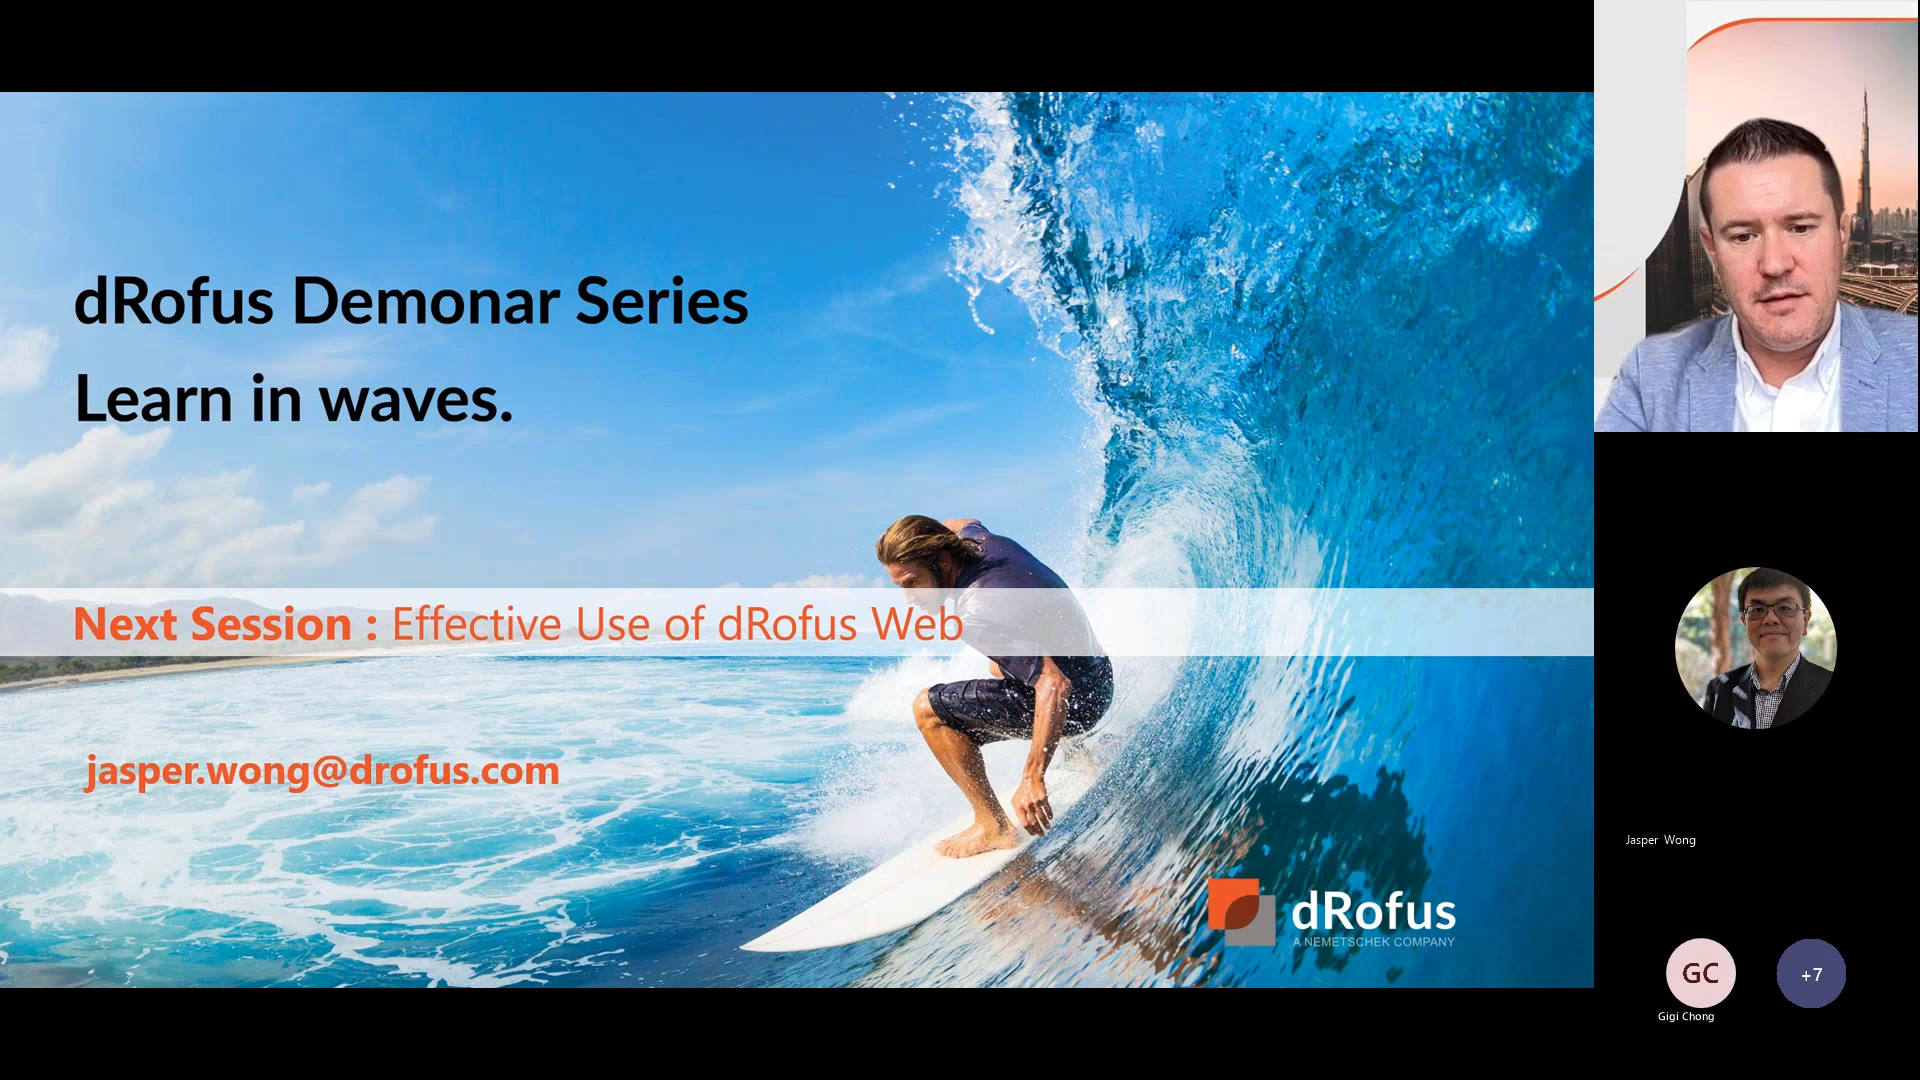 dRofus Demonar Series
Learn in waves.
Next Session : Effective Use of dRofus Web
jasper.wong@drofus.com
dRofus
A NEMETSCHEK COMPANY
Jasper Wong
GC
+7
Gigi Chong